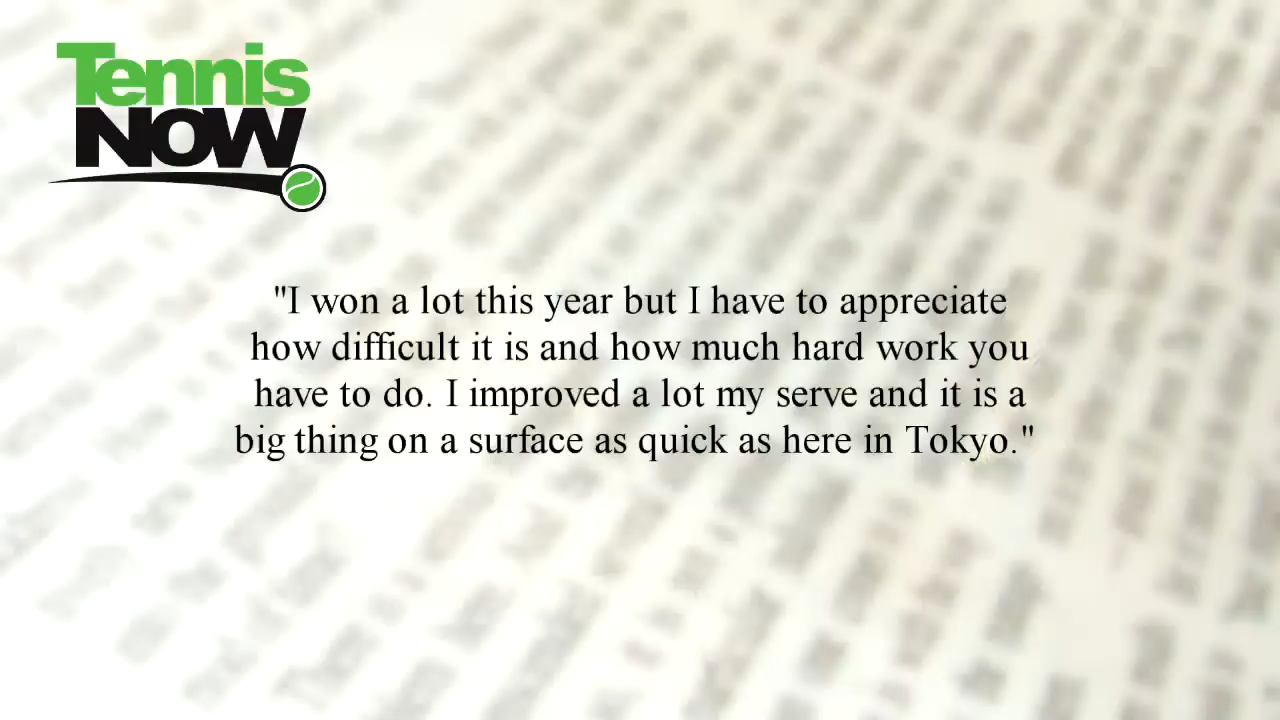 Tennis
NOW
"I won a lot this year but I have to appreciate
how difficult it is and how much hard work you
have to do. I improved a lot my serve and it is a
big thing on a surface as quick as here in Tokyo."